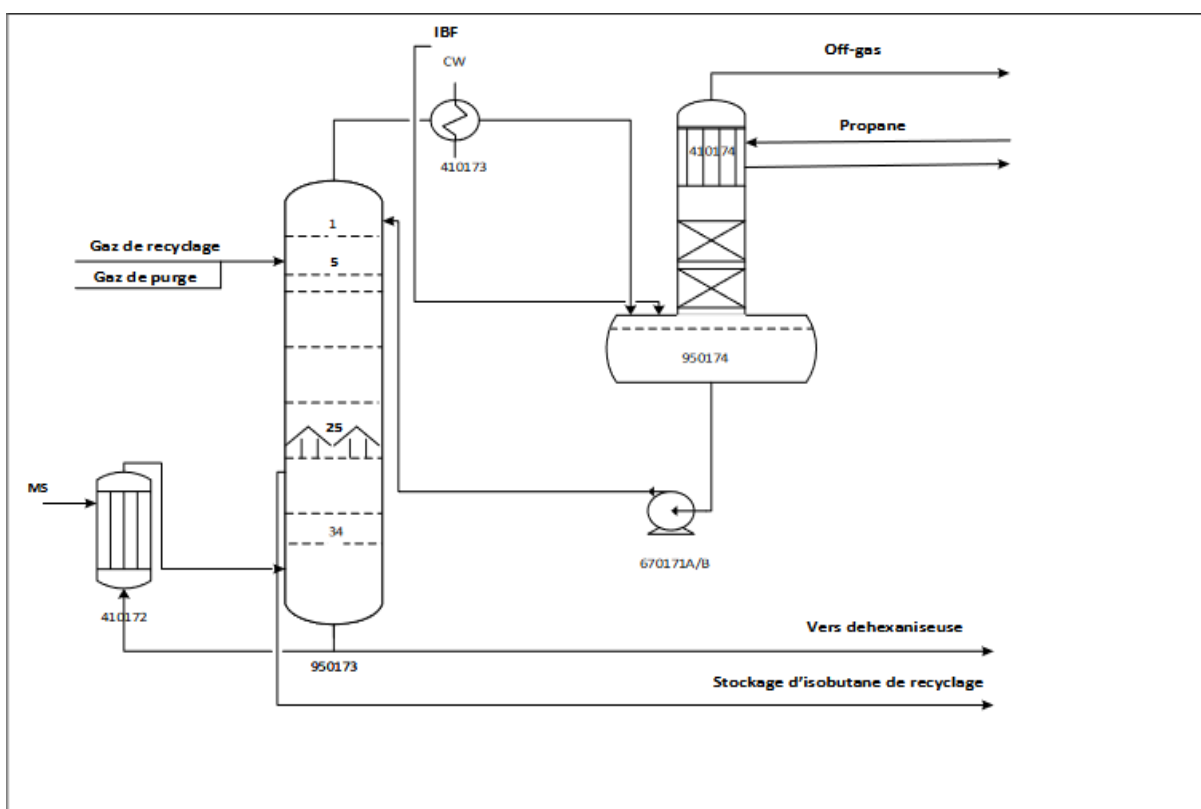 IBF
CW
Off-gas
Propane
410174
410173
1
Gaz de recyclage
5
Gaz de purge
950174
25
MS
34
670171A/B
410172
Vers dehexaniseuse
950173
Stockage d’isobutane de recyclage